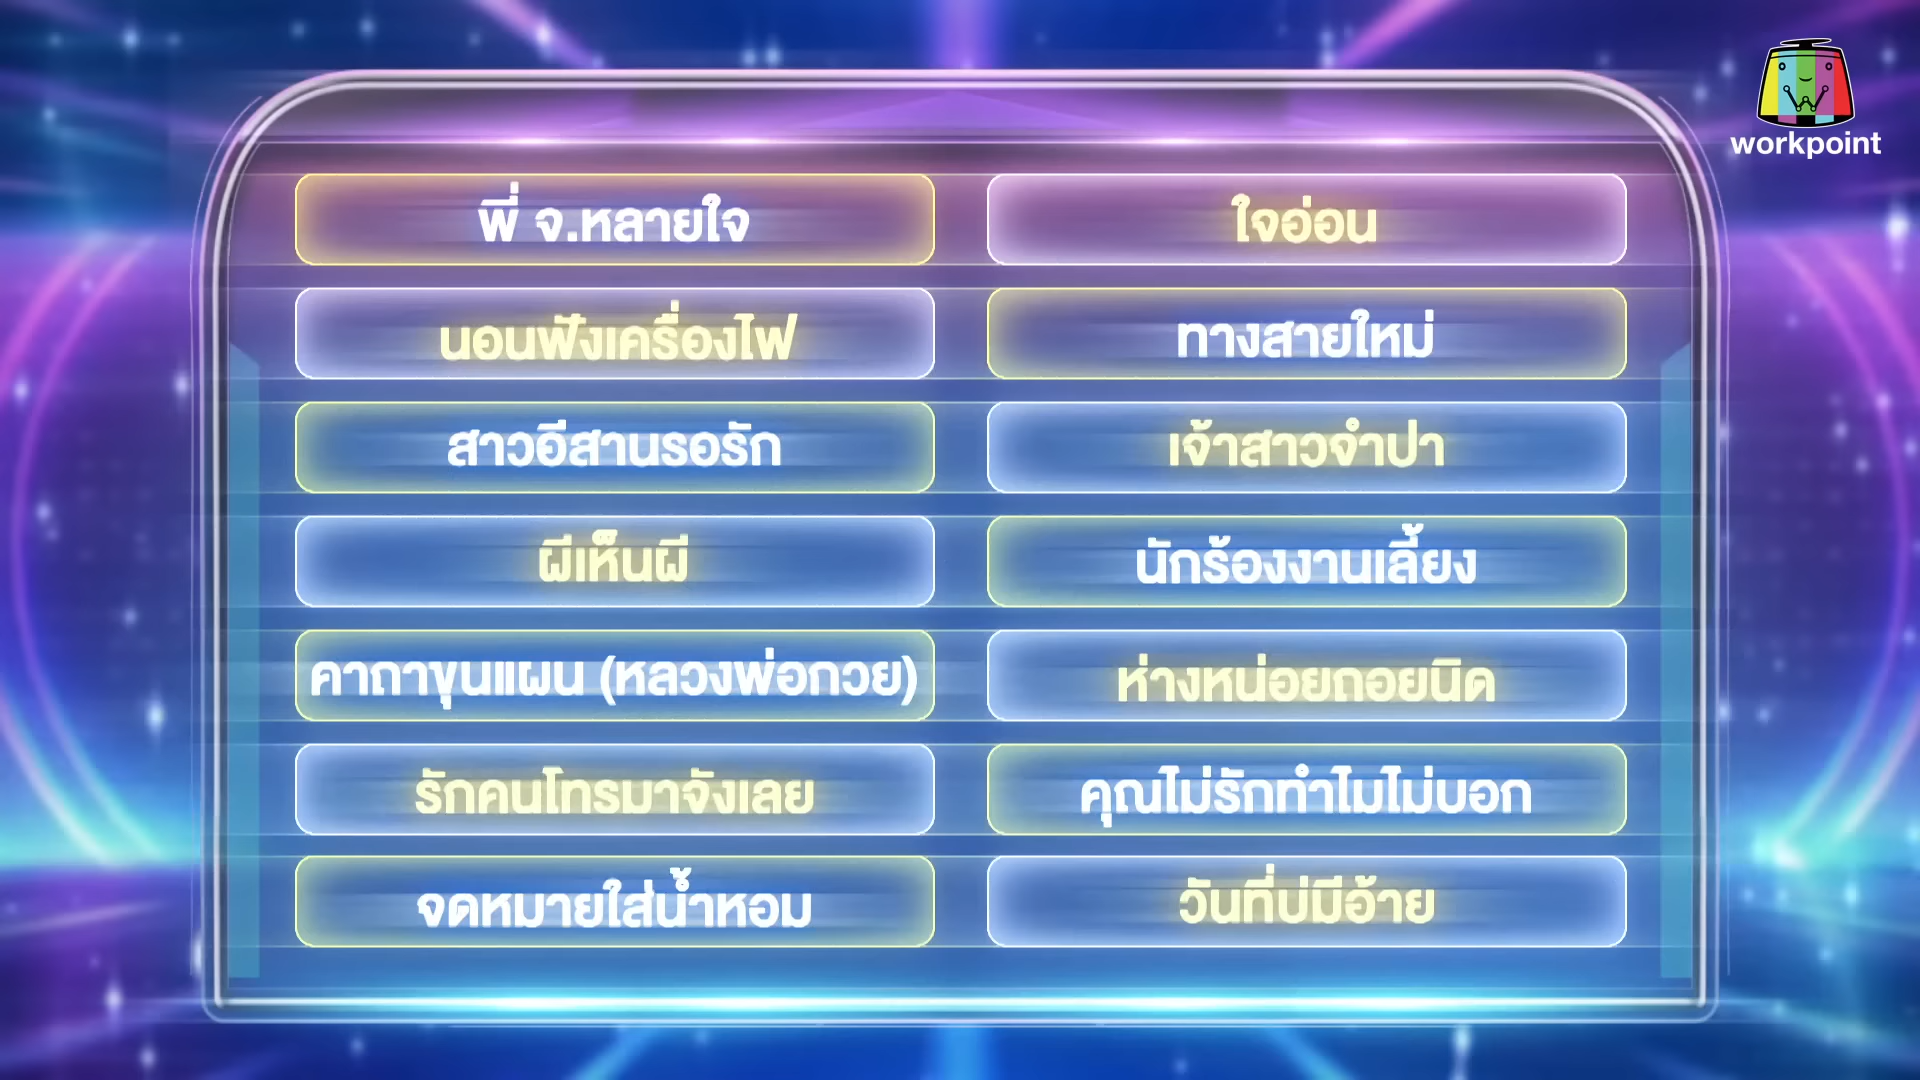 workpoint
พี่ จ.หลายใจ
ใจอ่อน
นอนฟังเครื่องไฟ
ทางสายใหม่
สาวอีสานรอรัก
เจ้าสาวจำปา
ผีเห็นผี
นักร้องงานเลี้ยง
คาถาขุนแผน (หลวงพ่อกวย)
ห่างหน่อยถอยนิด
รักคนโทรมาจังเลย
คุณไม่รักทำไมไม่บอก
จดหมายใส่น้ำหอม
วันที่บ่มีอ้าย